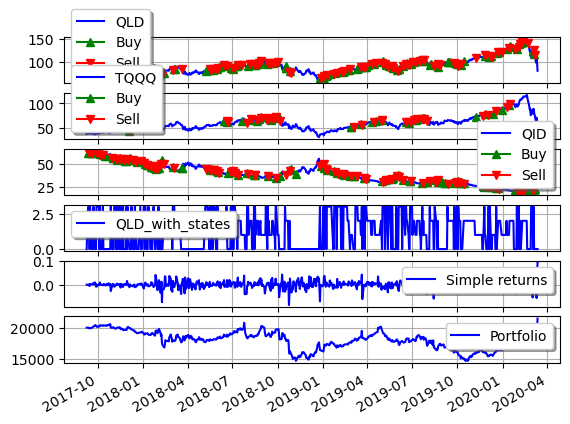 QLD
Buy
Sell
150
100
TQQQ
Buy
Sell
100
50
QID
Buy
Sell
50
25
QLD_with_states
2.5
0.0
Simple returns
0.1
0.0
Portfolio
20000
15000
2017-10 2018-01 2018-04 2018-07 2018-10 2019-01 2019-04 2019-07 2019-10 2020-01 2020-04